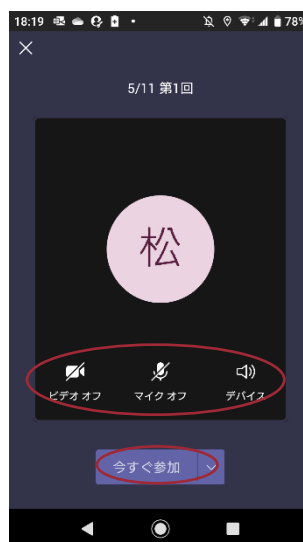 18:19 78%
5/11 第1回
松
ビデオ オフ マイク オフ デバイス
今すぐ参加